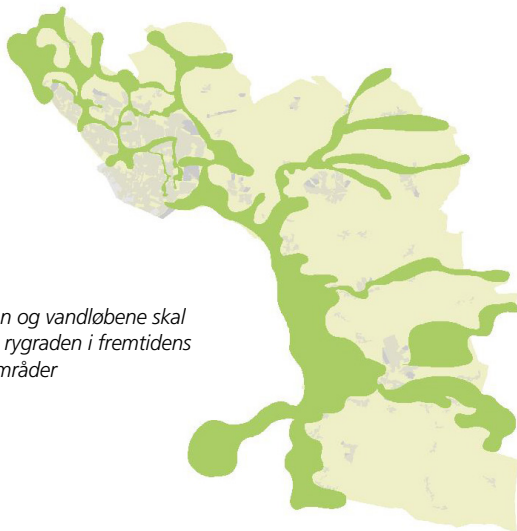 n og vandløbene skal
rygraden i fremtidens
mråder